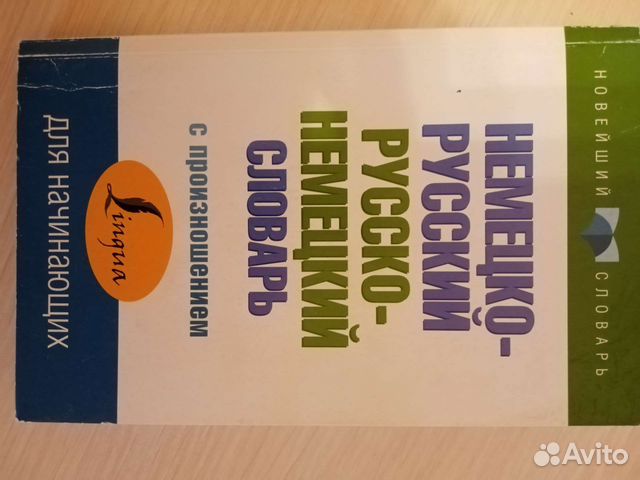 НОВЕЙШИЙ СЛОВАРЬ
НЕМЕЦКО-
РУССКИЙ
РУССКО-
НЕМЕЦКИЙ
СЛОВАРЬ
с произношением
Lingua
для начинающих
Avito